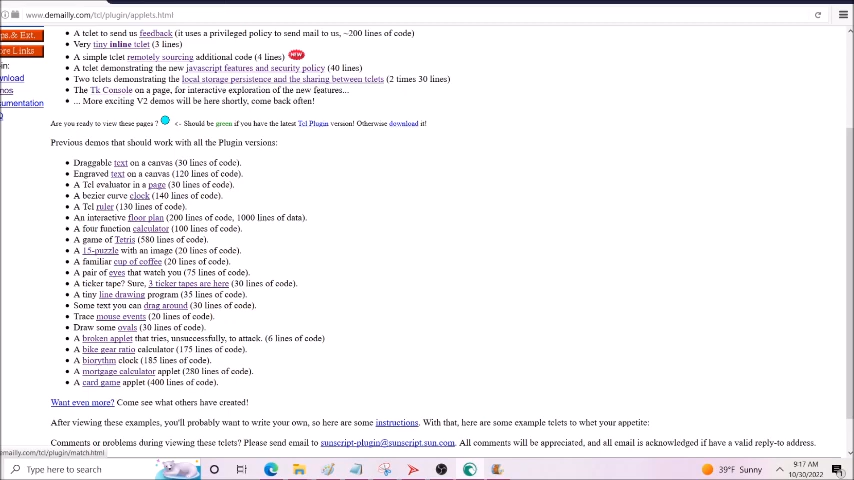 www.demailly.com/tcl/plugin/applets.html
ps.& Ext.
ore Links
in:
wnload
mos
cumentation
Q
A tclet to send us feedback (it uses a privileged policy to send mail to us, ~200 lines of code)
Very tiny inline tclet (3 lines)
A simple tclet remotely sourcing additional code (4 lines) NEW
A tclet demonstrating the new javascript features and security policy (40 lines)
Two tclets demonstrating the local storage persistence and the sharing between tclets (2 times 30 lines)
The Tk Console on a page, for interactive exploration of the new features...
... More exciting V2 demos will be here shortly, come back often!
Are you ready to view these pages ? <- Should be green if you have the latest Tcl Plugin version! Otherwise download it!
Previous demos that should work with all the Plugin versions:
Draggable text on a canvas (30 lines of code).
Engraved text on a canvas (120 lines of code).
A Tcl evaluator in a page (30 lines of code).
A bezier curve clock (140 lines of code).
A Tcl ruler (130 lines of code).
An interactive floor plan (200 lines of code, 1000 lines of data).
A four function calculator (100 lines of code).
A game of Tetris (580 lines of code).
A 15-puzzle with an image (20 lines of code).
A familiar cup of coffee (20 lines of code).
A pair of eyes that watch you (75 lines of code).
A ticker tape? Sure, 3 ticker tapes are here (30 lines of code).
A tiny line drawing program (35 lines of code).
Some text you can drag around (30 lines of code).
Trace mouse events (20 lines of code).
Draw some ovals (30 lines of code).
A broken applet that tries, unsuccessfully, to attack. (6 lines of code)
A bike gear ratio calculator (175 lines of code).
A biorythm clock (185 lines of code).
A mortgage calculator applet (280 lines of code).
A card game applet (400 lines of code).
Want even more? Come see what others have created!
After viewing these examples, you'll probably want to write your own, so here are some instructions. With that, here are some example tclets to whet your appetite:
Comments or problems during viewing these tclets? Please send email to sunscript-plugin@sunscript.sun.com. All comments will be appreciated, and all email is acknowledged if have a valid reply-to address.
emailly.com/tcl/plugin/match.html
Type here to search
39°F Sunny
9:17 AM
10/30/2022
1